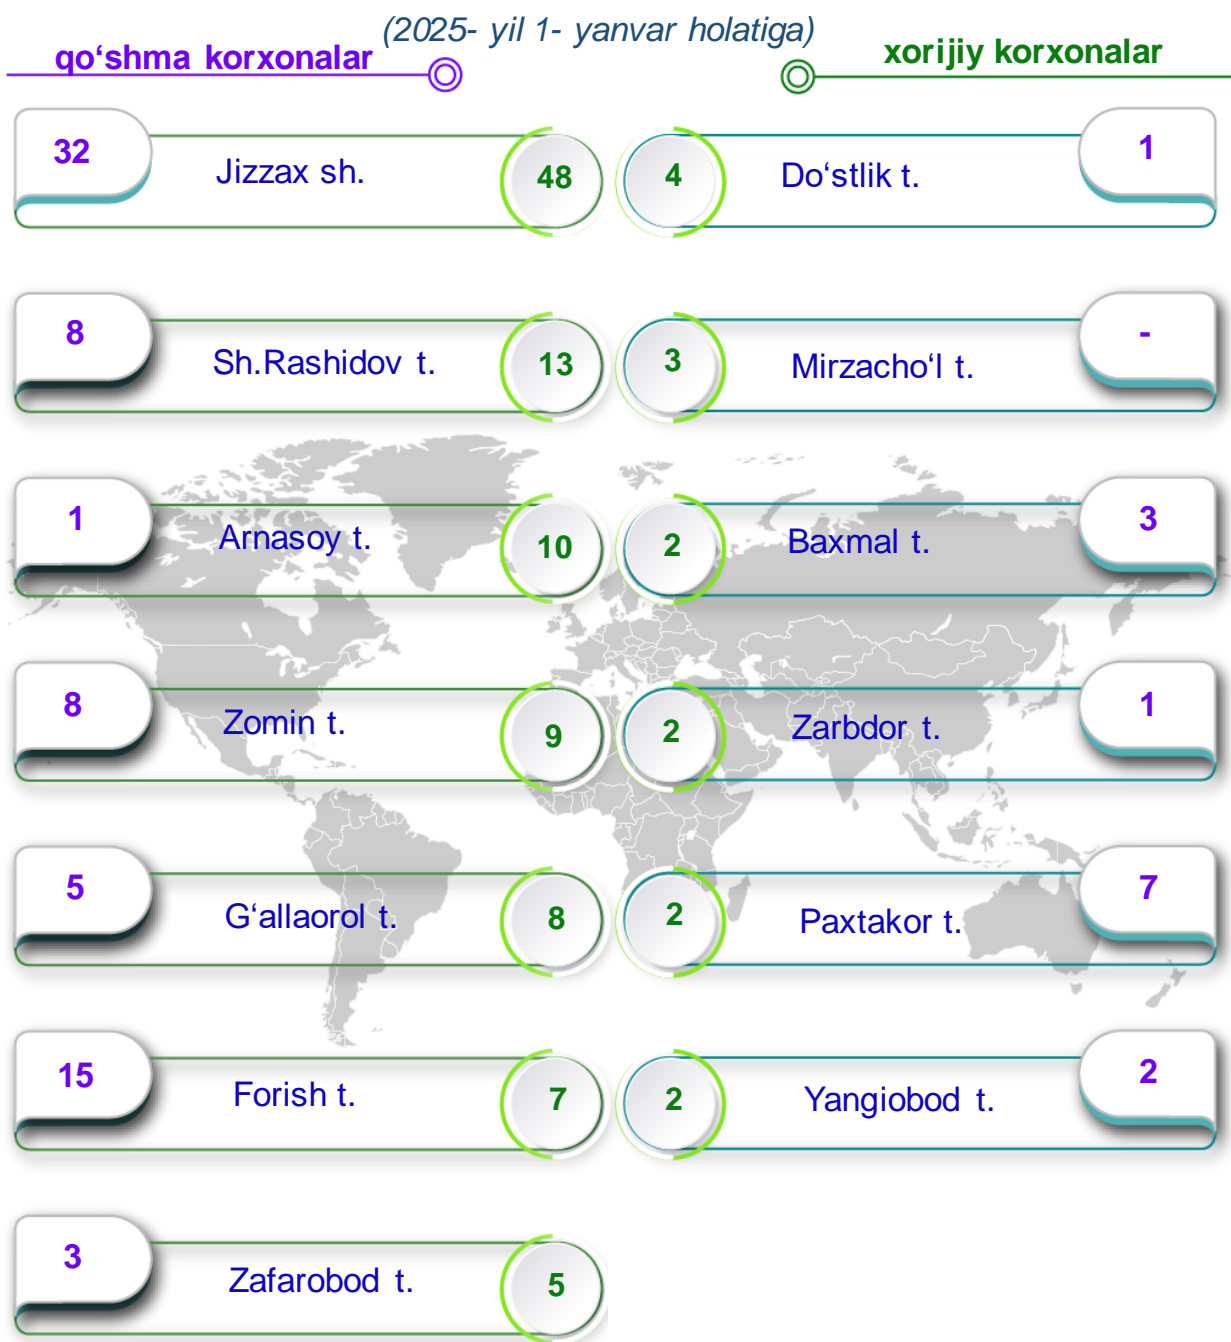 (2025- yil 1- yanvar holatiga)
qo‘shma korxonalar
xorijiy korxonalar
32 Jizzax sh. 48
4 Do‘stlik t. 1
8 Sh.Rashidov t. 13
3 Mirzacho‘l t. -
1 Arnasoy t. 10
2 Baxmal t. 3
8 Zomin t. 9
2 Zarbdor t. 1
5 G‘allaorol t. 8
2 Paxtakor t. 7
15 Forish t. 7
2 Yangiobod t. 2
3 Zafarobod t. 5